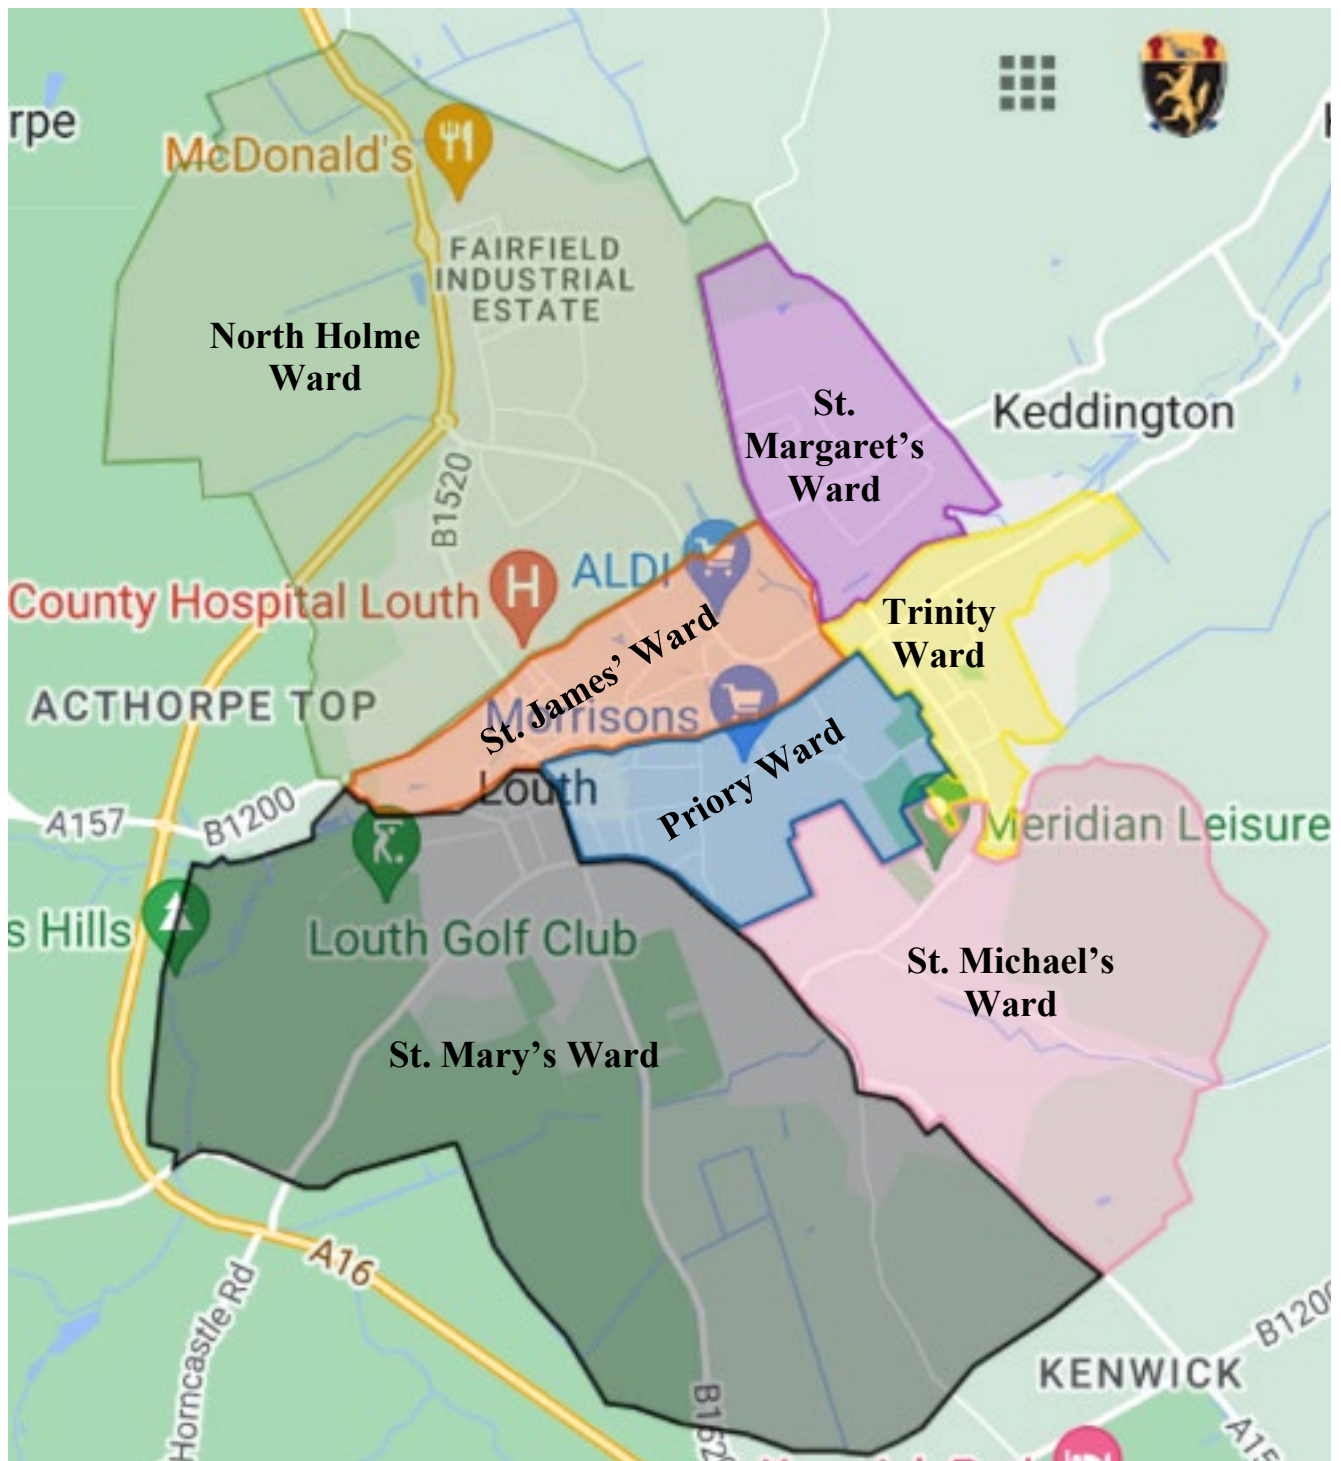 rpe
McDonald's
FAIRFIELD
INDUSTRIAL
ESTATE
North Holme
Ward
St.
Margaret's
Ward
Keddington
B1520
ALDI
County Hospital Louth
H
Trinity
Ward
St. James' Ward
ACTHORPE TOP
Morrisons
Priory Ward
Louth
A157
B1200
Meridian Leisure
s Hills
Louth Golf Club
St. Michael's
Ward
St. Mary's Ward
A16
Horncastle Rd
B1200
KENWICK
B152
A15